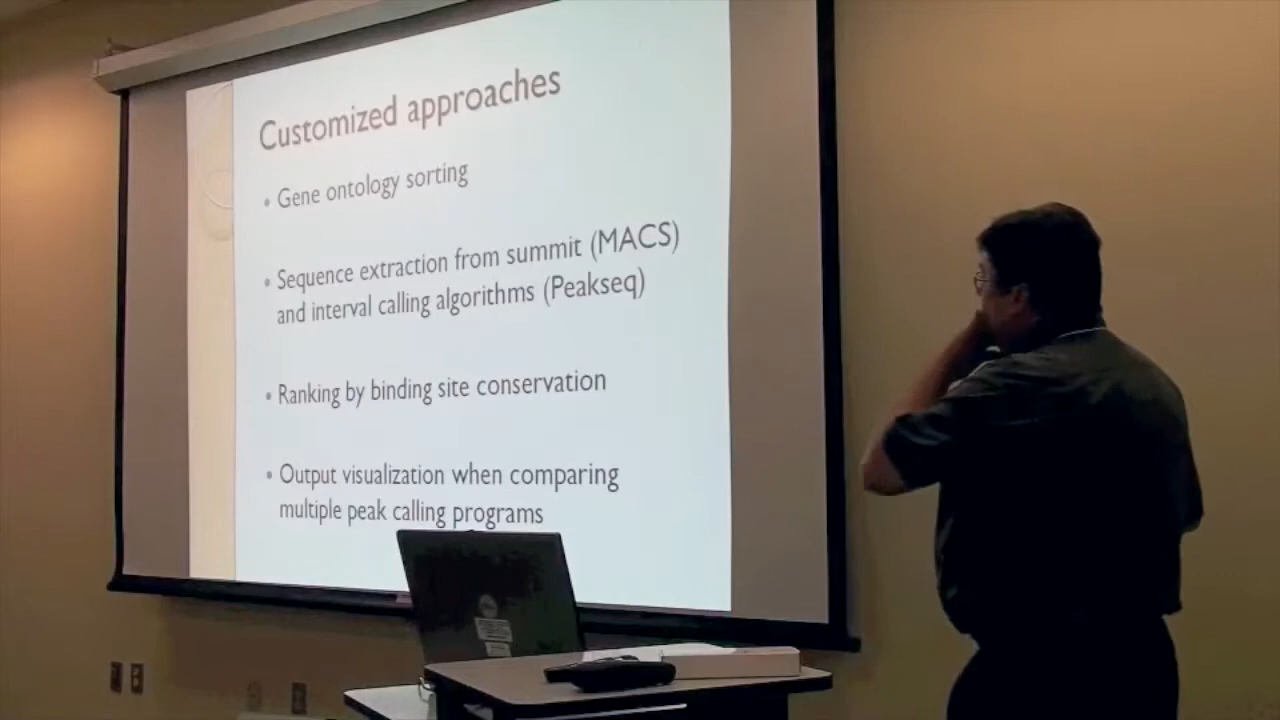 Customized approaches
• Gene ontology sorting
• Sequence extraction from summit (MACS)
and interval calling algorithms (Peakseq)
• Ranking by binding site conservation
• Output visualization when comparing
multiple peak calling programs